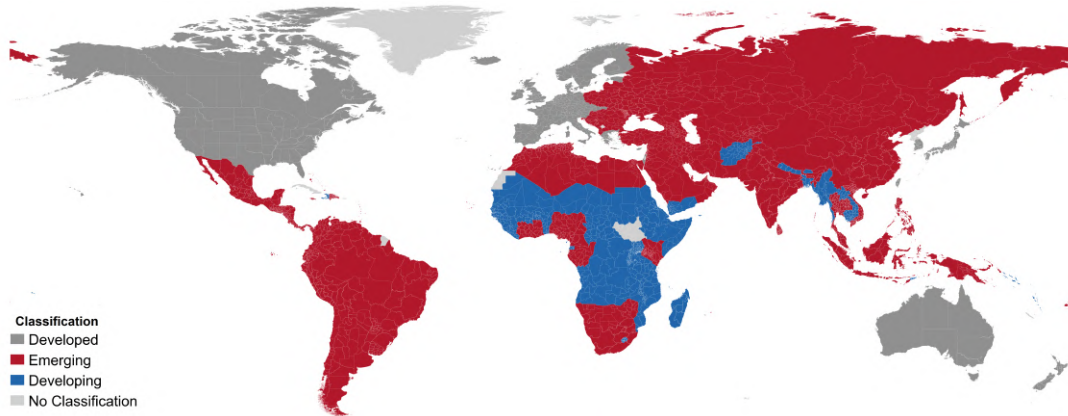 Classification
Developed
Emerging
Developing
No Classification